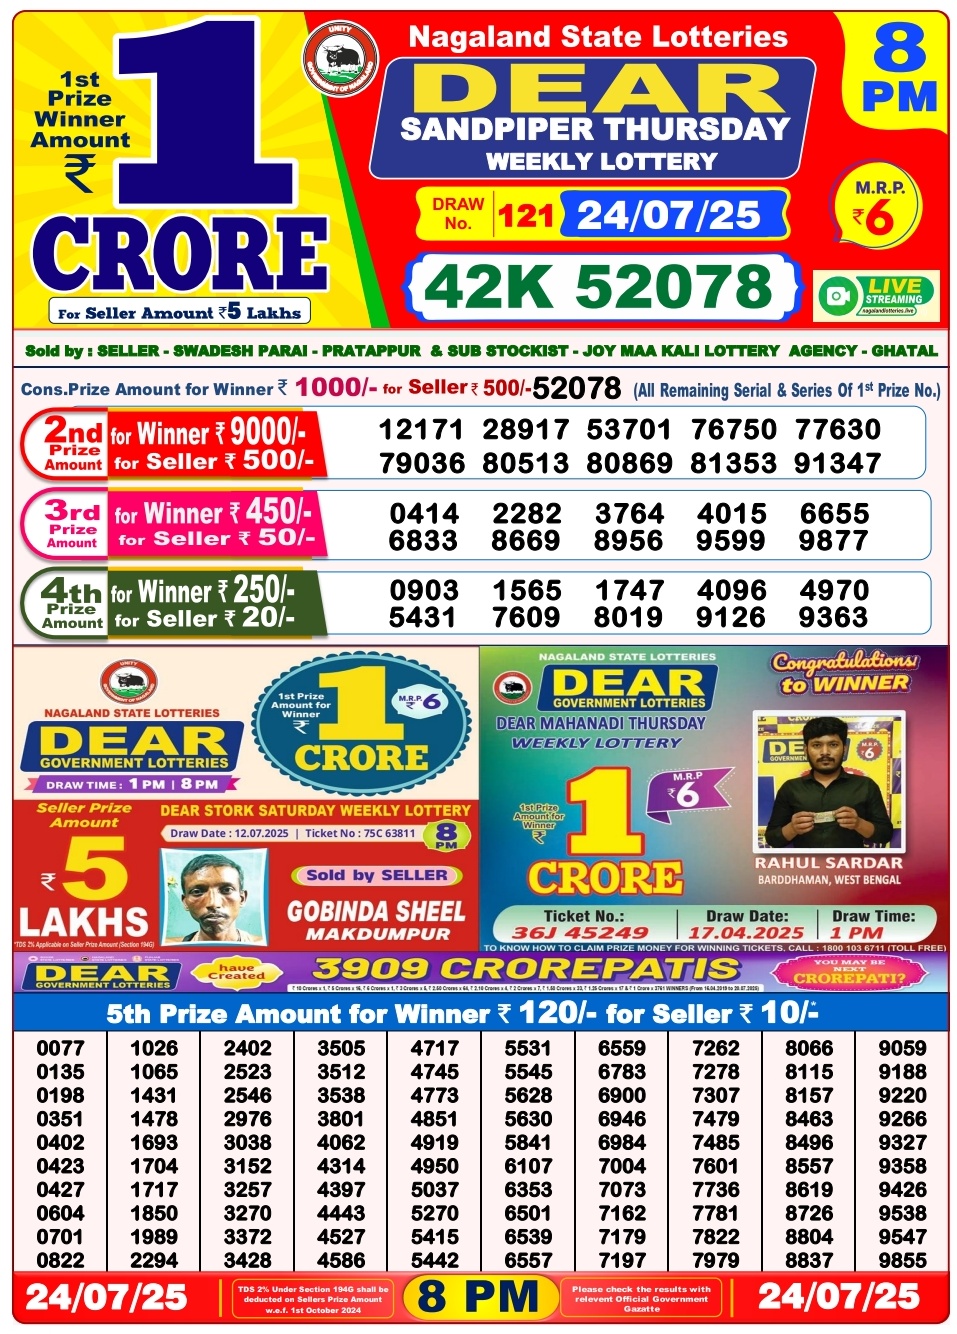 1st
Prize
Winner
Amount
₹
1
CRORE
For Seller Amount ₹5 Lakhs
UNITY
Nagaland State Lotteries
DEAR
SANDPIPER THURSDAY
WEEKLY LOTTERY
8
PM
DRAW
No.
121
24/07/25
M.R.P.
₹6
42K 52078
LIVE
STREAMING
nagalandlotteries.live
Sold by : SELLER - SWADESH PARAI - PRATAPPUR & SUB STOCKIST - JOY MAA KALI LOTTERY AGENCY - GHATAL
Cons.Prize Amount for Winner ₹ 1000/- for Seller ₹ 500/- 52078 (All Remaining Serial & Series Of 1st Prize No.)
2nd
Prize
Amount
for Winner ₹ 9000/-
for Seller ₹ 500/-
12171 28917 53701 76750 77630
79036 80513 80869 81353 91347
3rd
Prize
Amount
for Winner ₹ 450/-
for Seller ₹ 50/-
0414 2282 3764 4015 6655
6833 8669 8956 9599 9877
4th
Prize
Amount
for Winner ₹ 250/-
for Seller ₹ 20/-
0903 1565 1747 4096 4970
5431 7609 8019 9126 9363
UNITY
NAGALAND STATE LOTTERIES
DEAR
GOVERNMENT LOTTERIES
DRAW TIME : 1 PM | 8 PM
1st Prize
Amount for
Winner
₹
1
CRORE
M.R.P.
₹ 6
Seller Prize
Amount
₹ 5
LAKHS
*TDS 2% Applicable on Seller Prize Amount (Section 194G)
DEAR STORK SATURDAY WEEKLY LOTTERY
Draw Date : 12.07.2025 | Ticket No : 75C 63811
8
PM
Sold by SELLER
GOBINDA SHEEL
MAKDUMPUR
NAGALAND STATE LOTTERIES
DEAR
GOVERNMENT LOTTERIES
DEAR MAHANADI THURSDAY
WEEKLY LOTTERY
1st Prize
Amount for
Winner
₹
1
CRORE
M.R.P
₹6
Congratulations
to WINNER
RAHUL SARDAR
BARDDHAMAN, WEST BENGAL
Ticket No.:
36J 45249
Draw Date:
17.04.2025
Draw Time:
1 PM
TO KNOW HOW TO CLAIM PRIZE MONEY FOR WINNING TICKETS, CALL : 1800 103 6711 (TOLL FREE)
DEAR
GOVERNMENT LOTTERIES
have
created
3909 CROREPATIS
YOU MAY BE
NEXT
CROREPATI?
5th Prize Amount for Winner ₹ 120/- for Seller ₹ 10/-*
0077 1026 2402 3505 4717 5531 6559 7262 8066 9059
0135 1065 2523 3512 4745 5545 6783 7278 8115 9188
0198 1431 2546 3538 4773 5628 6900 7307 8157 9220
0351 1478 2976 3801 4851 5630 6946 7479 8463 9266
0402 1693 3038 4062 4919 5841 6984 7485 8496 9327
0423 1704 3152 4314 4950 6107 7004 7601 8557 9358
0427 1717 3257 4397 5037 6353 7073 7736 8619 9426
0604 1850 3270 4443 5270 6501 7162 7781 8726 9538
0701 1989 3372 4527 5415 6539 7179 7822 8804 9547
0822 2294 3428 4586 5442 6557 7197 7979 8837 9855
24/07/25
TDS 2% Under Section 194G shall be
deducted on Sellers Prize Amount
w.e.f. 1st October 2024
8 PM
Please check the results with
relevent Official Government
Gazatte
24/07/25